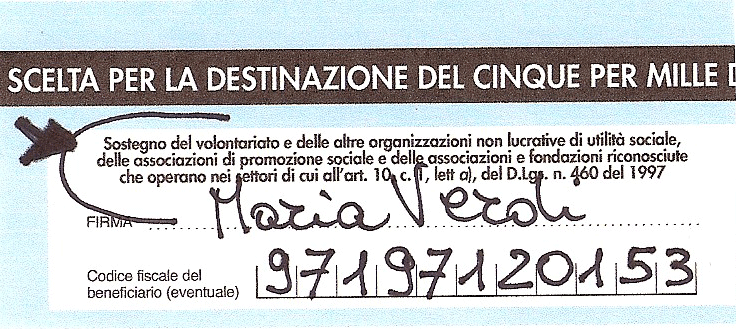 SCELTA PER LA DESTINAZIONE DEL CINQUE PER MILLE D
Sostegno del volontariato e delle altre organizzazioni non lucrative di utilità sociale,
delle associazioni di promozione sociale e delle associazioni e fondazioni riconosciute
che operano nei settori di cui all'art. 10, c. 1, lett a), del D.Lgs. n. 460 del 1997
FIRMA Maria Verdi
Codice fiscale del
beneficiario (eventuale) 97197120153